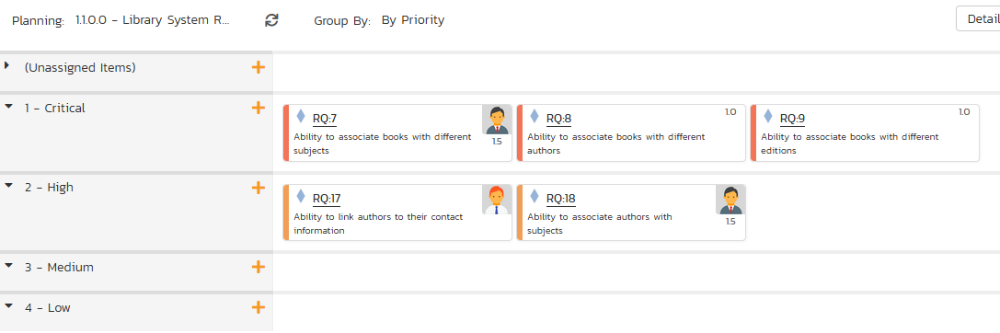 Planning: 1.1.0.0 - Library System R... Group By: By Priority Detail
(Unassigned Items)
1 - Critical
RQ:7
1.5
Ability to associate books with different
subjects
RQ:8 1.0
Ability to associate books with different
authors
RQ:9 1.0
Ability to associate books with different
editions
2 - High
RQ:17
Ability to link authors to their contact
information
RQ:18
1.5
Ability to associate authors with
subjects
3 - Medium
4 - Low